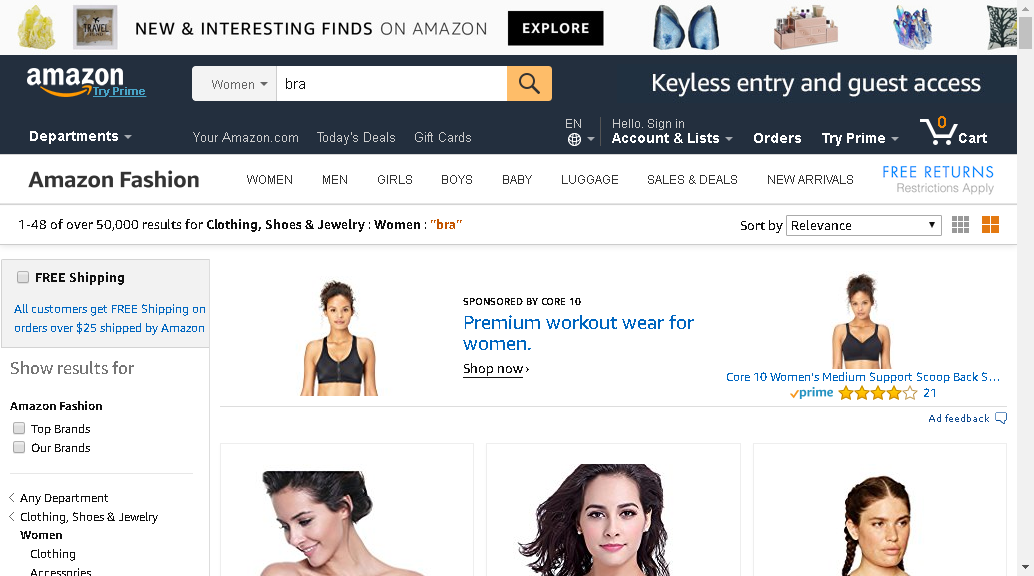 TRAVEL
NEW & INTERESTING FINDS ON AMAZON
EXPLORE
amazon
Try Prime
Women
bra
Keyless entry and guest access
Departments
Your Amazon.com
Today's Deals
Gift Cards
EN
Hello. Sign in
Account & Lists
Orders
Try Prime
0
Cart
Amazon Fashion
WOMEN
MEN
GIRLS
BOYS
BABY
LUGGAGE
SALES & DEALS
NEW ARRIVALS
FREE RETURNS
Restrictions Apply
1-48 of over 50,000 results for Clothing, Shoes & Jewelry : Women : "bra"
Sort by Relevance
FREE Shipping
All customers get FREE Shipping on
orders over $25 shipped by Amazon
Show results for
Amazon Fashion
Top Brands
Our Brands
Any Department
Clothing, Shoes & Jewelry
Women
Clothing
Accessories
SPONSORED BY CORE 10
Premium workout wear for
women.
Shop now ›
Core 10 Women's Medium Support Scoop Back S...
prime
21
Ad feedback